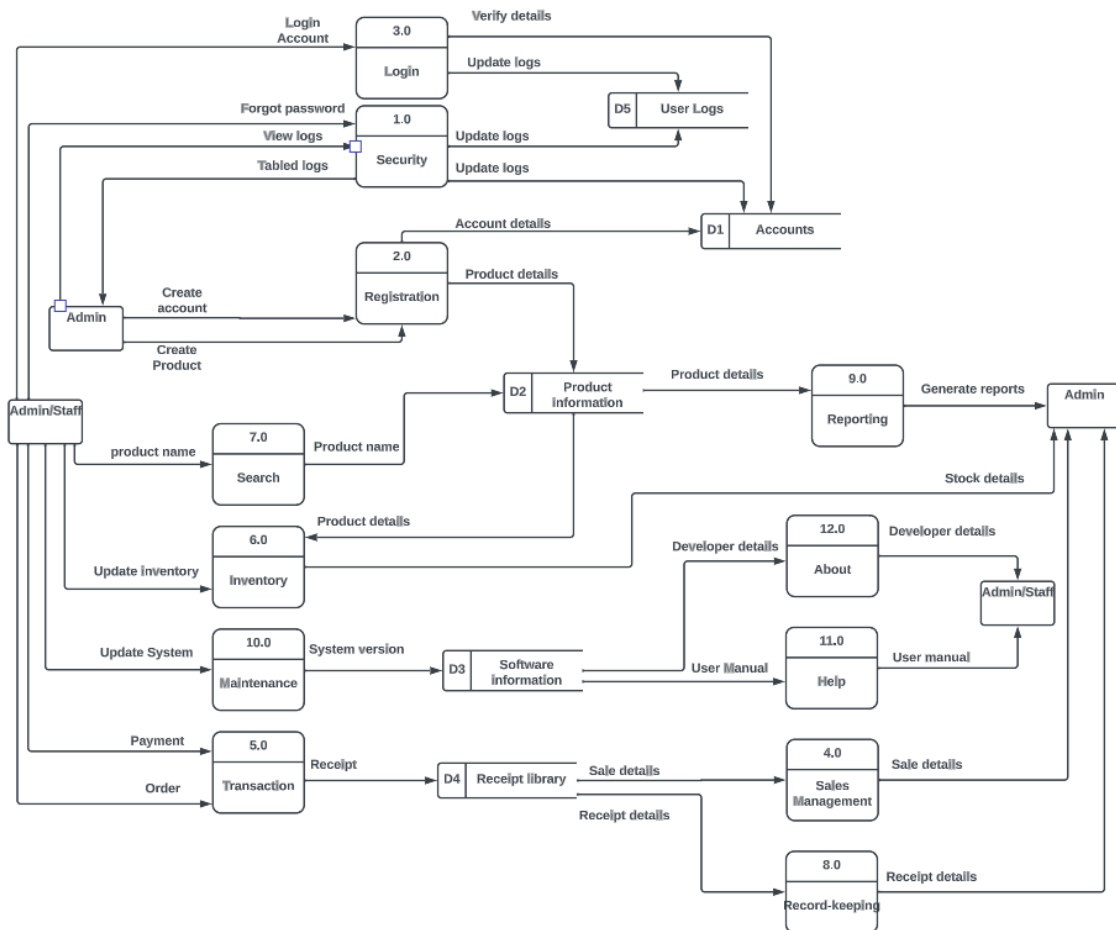 Verify details
Login
Account
3.0
Login
Update logs
D5
User Logs
Forgot password
1.0
Security
View logs
Update logs
Tabled logs
Update logs
Account details
D1
Accounts
2.0
Registration
Product details
Create
account
Admin
Create
Product
D2
Product
information
Product details
9.0
Reporting
Generate reports
Admin
Admin/Staff
product name
7.0
Search
Product name
Stock details
Product details
6.0
Inventory
Update inventory
Developer details
12.0
About
Developer details
Admin/Staff
Update System
10.0
Maintenance
System version
D3
Software
information
User Manual
11.0
Help
User manual
Payment
5.0
Transaction
Receipt
Order
D4
Receipt library
Sale details
4.0
Sales
Management
Sale details
Receipt details
8.0
Record-keeping
Receipt details